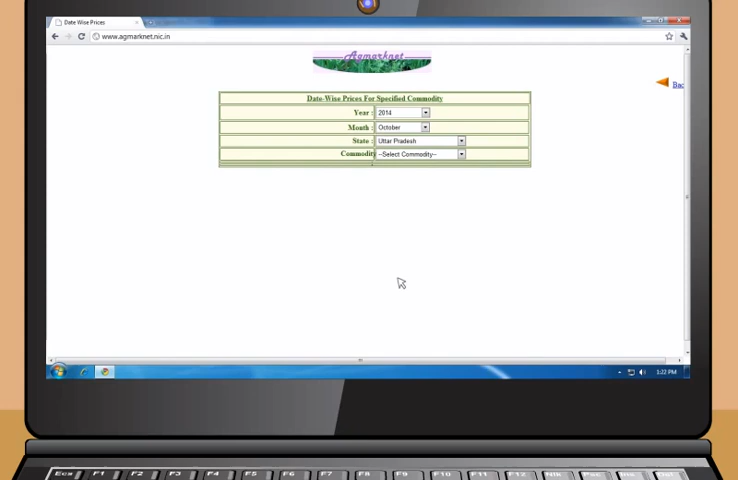 Date Wise Prices
www.agmarknet.nic.in
Agmarknet
Bac
Date-Wise Prices For Specified Commodity
Year : 2014
Month : October
State : Uttar Pradesh
Commodity --Select Commodity--
:
1:22 PM
Esc F1 F2 F3 F4 F5 F6 F7 F8 F9 F10 F11 F12